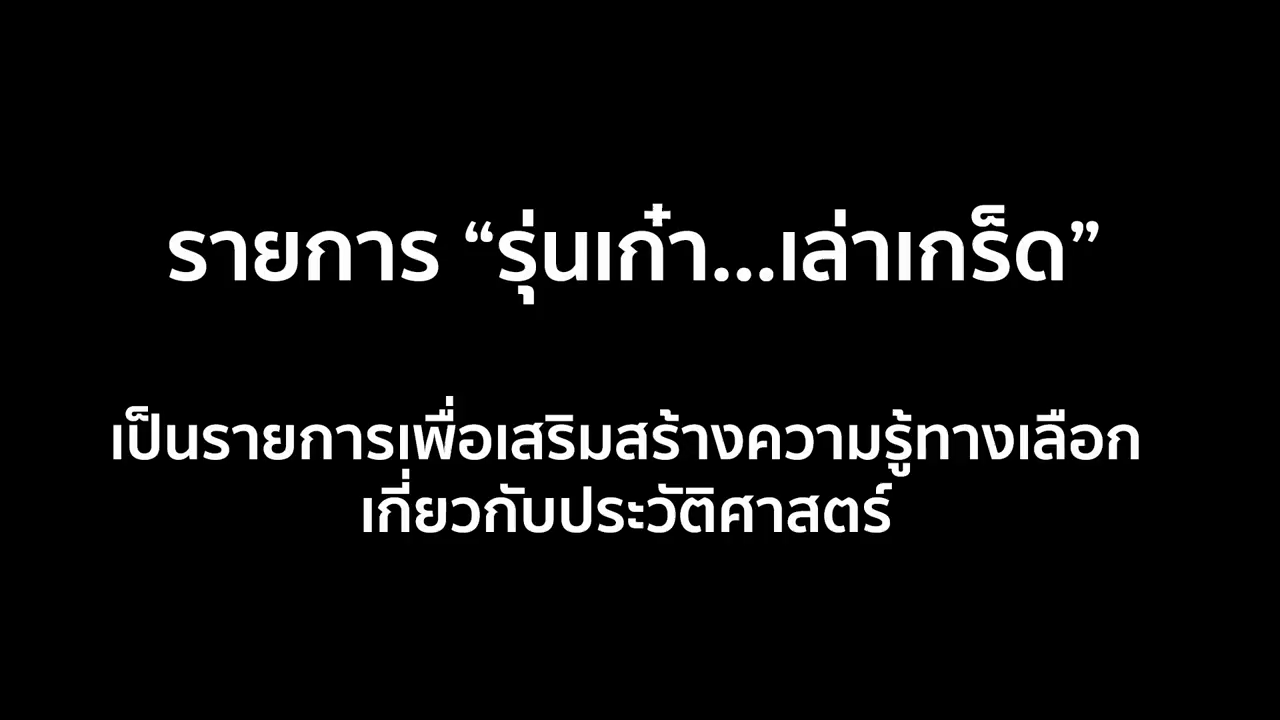 รายการ “รุ่นเก๋า...เล่าเกร็ด”
เป็นรายการเพื่อเสริมสร้างความรู้ทางเลือก
เกี่ยวกับประวัติศาสตร์